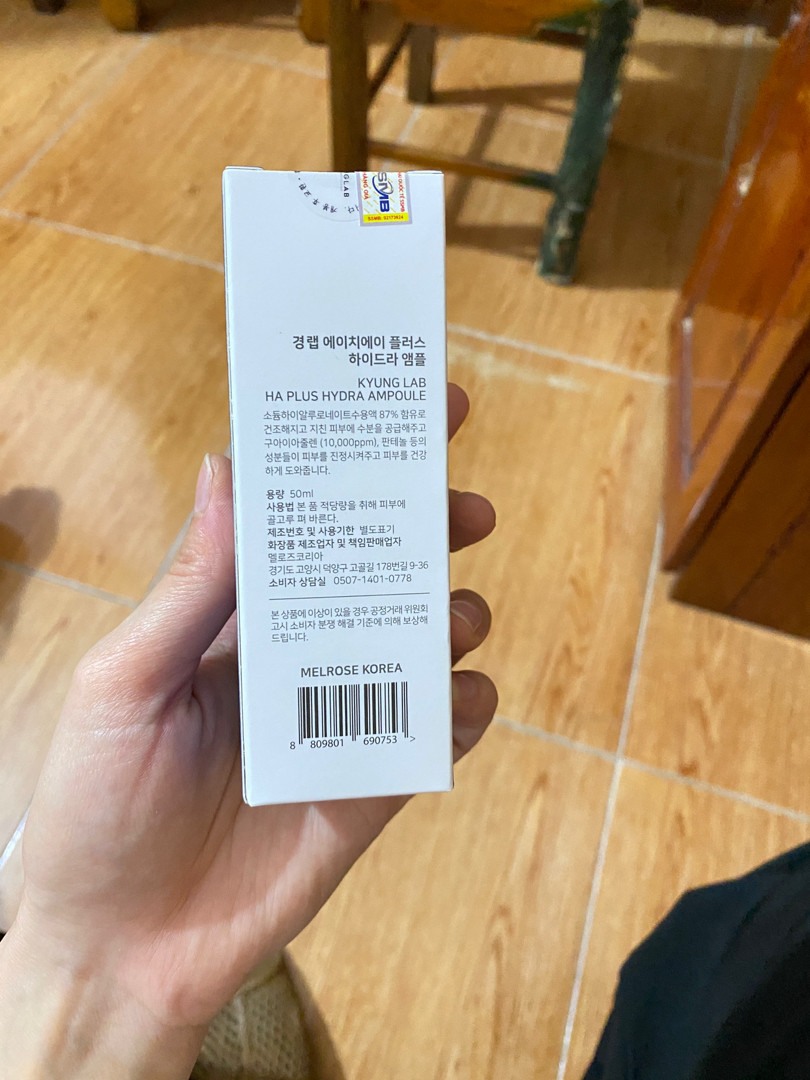 GLAB
SMB
SSMB: 02173624
경랩 에이치에이 플러스
하이드라 앰플
KYUNG LAB
HA PLUS HYDRA AMPOULE
소듐하이알루로네이트수용액 87% 함유로
건조해지고 지친 피부에 수분을 공급해주고
구아이아줄렌 (10,000ppm), 판테놀 등의
성분들이 피부를 진정시켜주고 피부를 건강
하게 도와줍니다.
용량 50ml
사용법 본 품 적당량을 취해 피부에
골고루 펴 바른다.
제조번호 및 사용기한 별도표기
화장품 제조업자 및 책임판매업자
멜로즈코리아
경기도 고양시 덕양구 고골길 178번길 9-36
소비자 상담실 0507-1401-0778
본 상품에 이상이 있을 경우 공정거래 위원회
고시 소비자 분쟁 해결 기준에 의해 보상해
드립니다.
MELROSE KOREA
8 809801 690753 >